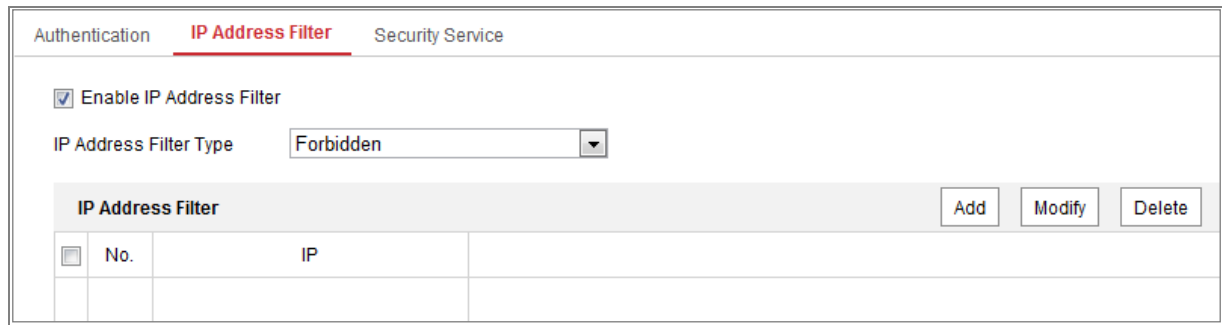 Authentication IP Address Filter Security Service
Enable IP Address Filter
IP Address Filter Type Forbidden
IP Address Filter Add Modify Delete
No. IP